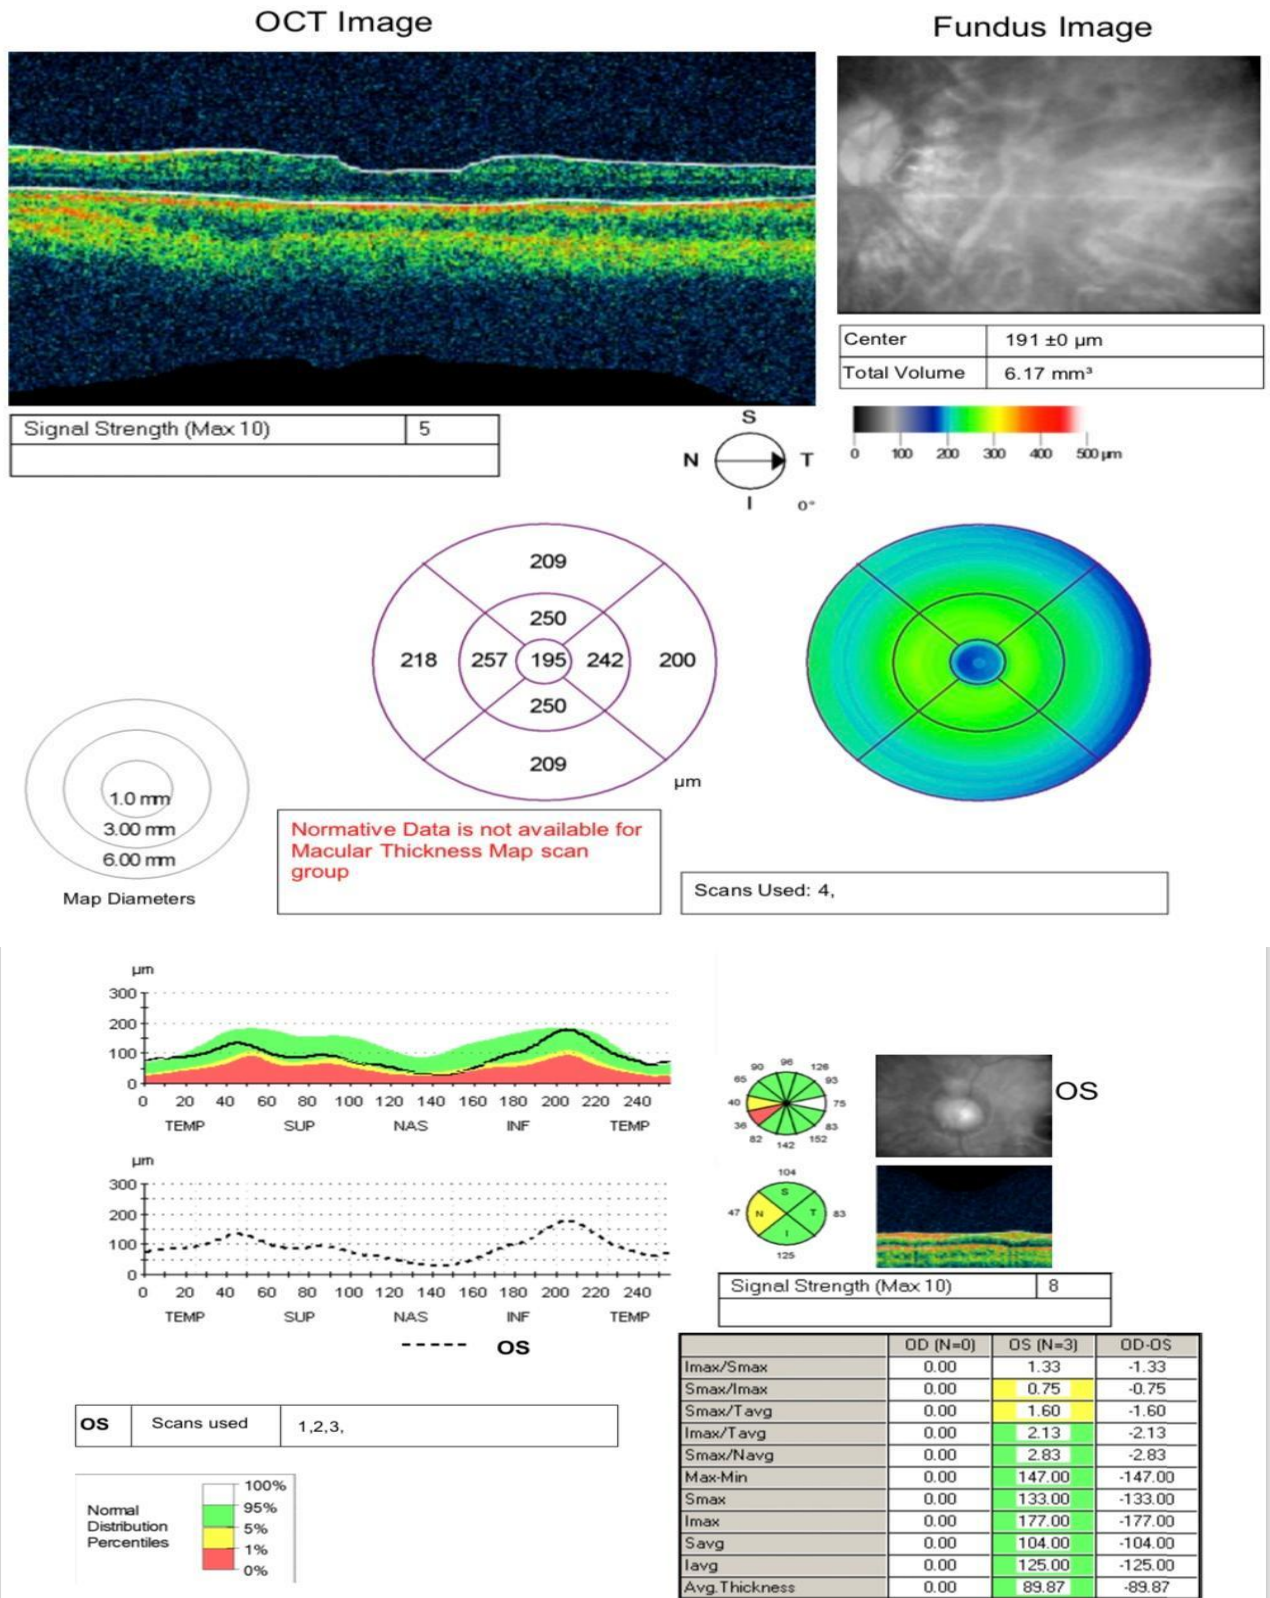 OCT Image
Fundus Image
Center 191 ±0 µm
Total Volume 6.17 mm³
Signal Strength (Max 10) 5
S
N T
I 0°
0 100 200 300 400 500 µm
209
250
218 257 195 242 200
250
209
µm
1.0 mm
3.00 mm
6.00 mm
Map Diameters
Normative Data is not available for
Macular Thickness Map scan
group
Scans Used: 4,
µm
300
200
100
0
0 20 40 60 80 100 120 140 160 180 200 220 240
TEMP SUP NAS INF TEMP
µm
300
200
100
0
0 20 40 60 80 100 120 140 160 180 200 220 240
TEMP SUP NAS INF TEMP
OS
96
90 126
65 93
40 75
36 83
82 152
142
OS
104
S
47 N T 83
I
125
Signal Strength (Max 10) 8
OS Scans used 1,2,3,
Normal
Distribution
Percentiles
100%
95%
5%
1%
0%
OD (N=0) OS (N=3) OD-OS
Imax/Smax 0.00 1.33 -1.33
Smax/Imax 0.00 0.75 -0.75
Smax/Tavg 0.00 1.60 -1.60
Imax/Tavg 0.00 2.13 -2.13
Smax/Navg 0.00 2.83 -2.83
Max-Min 0.00 147.00 -147.00
Smax 0.00 133.00 -133.00
Imax 0.00 177.00 -177.00
Savg 0.00 104.00 -104.00
Iavg 0.00 125.00 -125.00
Avg.Thickness 0.00 89.87 -89.87